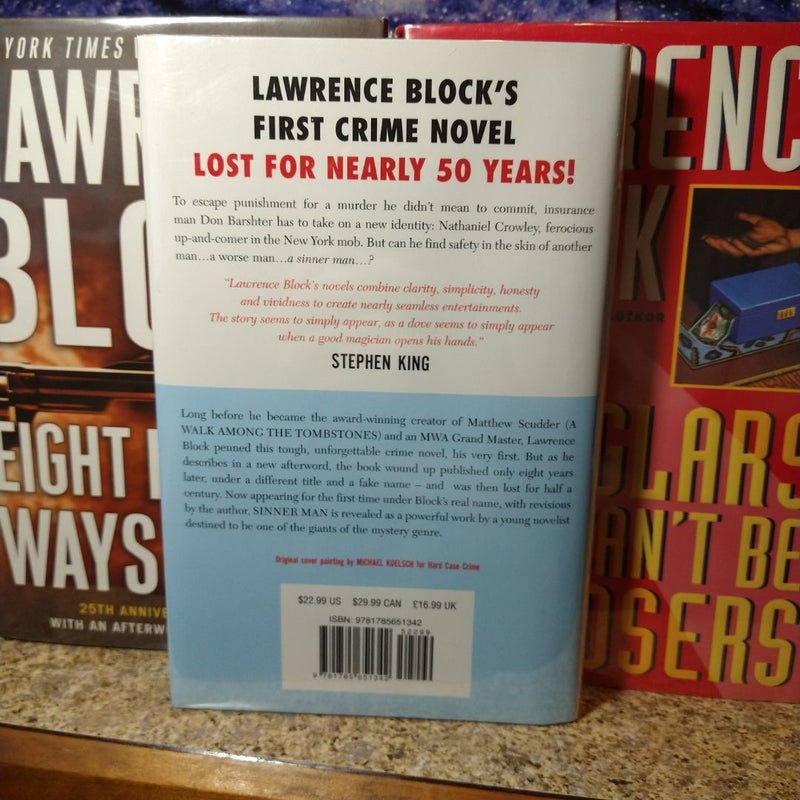 YORK TIMES
LAWR
BLO
EIGHT
WAYS
25TH ANNIVE
WITH AN AFTERW
LAWRENCE BLOCK'S
FIRST CRIME NOVEL
LOST FOR NEARLY 50 YEARS!
To escape punishment for a murder he didn't mean to commit, insurance
man Don Barshter has to take on a new identity: Nathaniel Crowley, ferocious
up-and-comer in the New York mob. But can he find safety in the skin of another
man...a worse man...a sinner man...?
"Lawrence Block's novels combine clarity, simplicity, honesty
and vividness to create nearly seamless entertainments.
The story seems to simply appear, as a dove seems to simply appear
when a good magician opens his hands."
STEPHEN KING
Long before he became the award-winning creator of Matthew Scudder (A
WALK AMONG THE TOMBSTONES) and an MWA Grand Master, Lawrence
Block penned this tough, unforgettable crime novel, his very first. But as he
describes in a new afterword, the book wound up published only eight years
later, under a different title and a fake name – and was then lost for half a
century. Now appearing for the first time under Block's real name, with revisions
by the author, SINNER MAN is revealed as a powerful work by a young novelist
destined to be one of the giants of the mystery genre.
Original cover painting by MICHAEL KOELSCH for Hard Case Crime
$22.99 US $29.99 CAN £16.99 UK
ISBN: 9781785651342
52299
9 781785 651342
RENC
K
UTHOR
GLARS
AN'T BE
OSERS